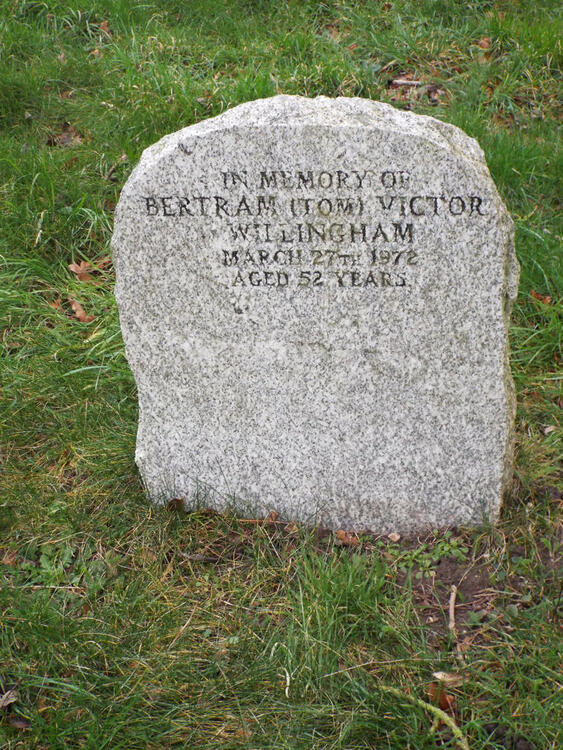 IN MEMORY OF
BERTRAM (TOM) VICTOR
WILLINGHAM
MARCH 27TH 1972
AGED 52 YEARS